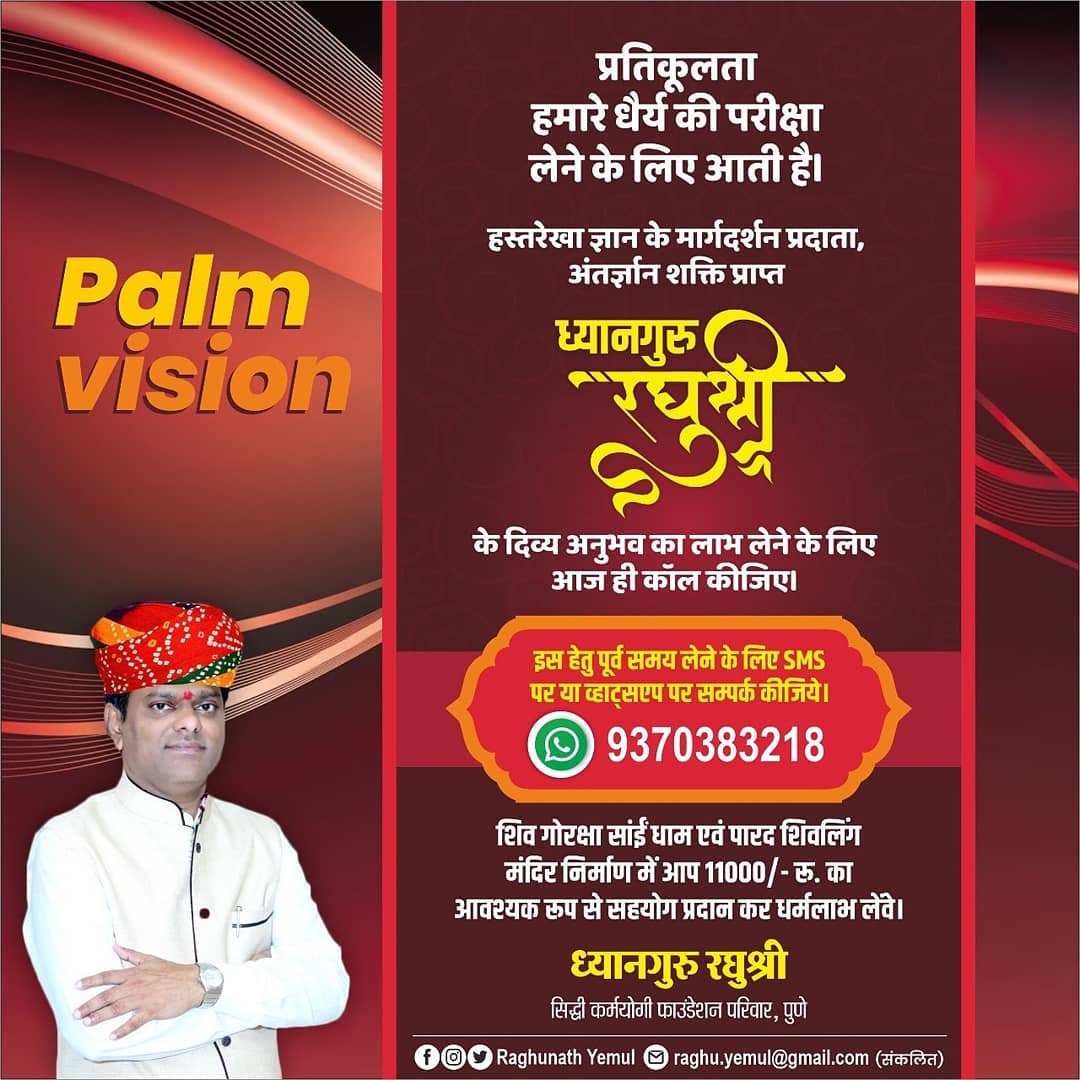 Palm
vision
प्रतिकूलता
हमारे धैर्य की परीक्षा
लेने के लिए आती है।
हस्तरेखा ज्ञान के मार्गदर्शन प्रदाता,
अंतर्ज्ञान शक्ति प्राप्त
ध्यानगुरु
रघुश्री
के दिव्य अनुभव का लाभ लेने के लिए
आज ही कॉल कीजिए।
इस हेतु पूर्व समय लेने के लिए SMS
पर या व्हाट्सएप पर सम्पर्क कीजिये।
9370383218
शिव गोरक्षा सांई धाम एवं पारद शिवलिंग
मंदिर निर्माण में आप 11000/- रू. का
आवश्यक रूप से सहयोग प्रदान कर धर्मलाभ लेंवे।
ध्यानगुरु रघुश्री
सिद्धी कर्मयोगी फाउंडेशन परिवार, पुणे
Raghunath Yemul raghu.yemul@gmail.com (संकलित)